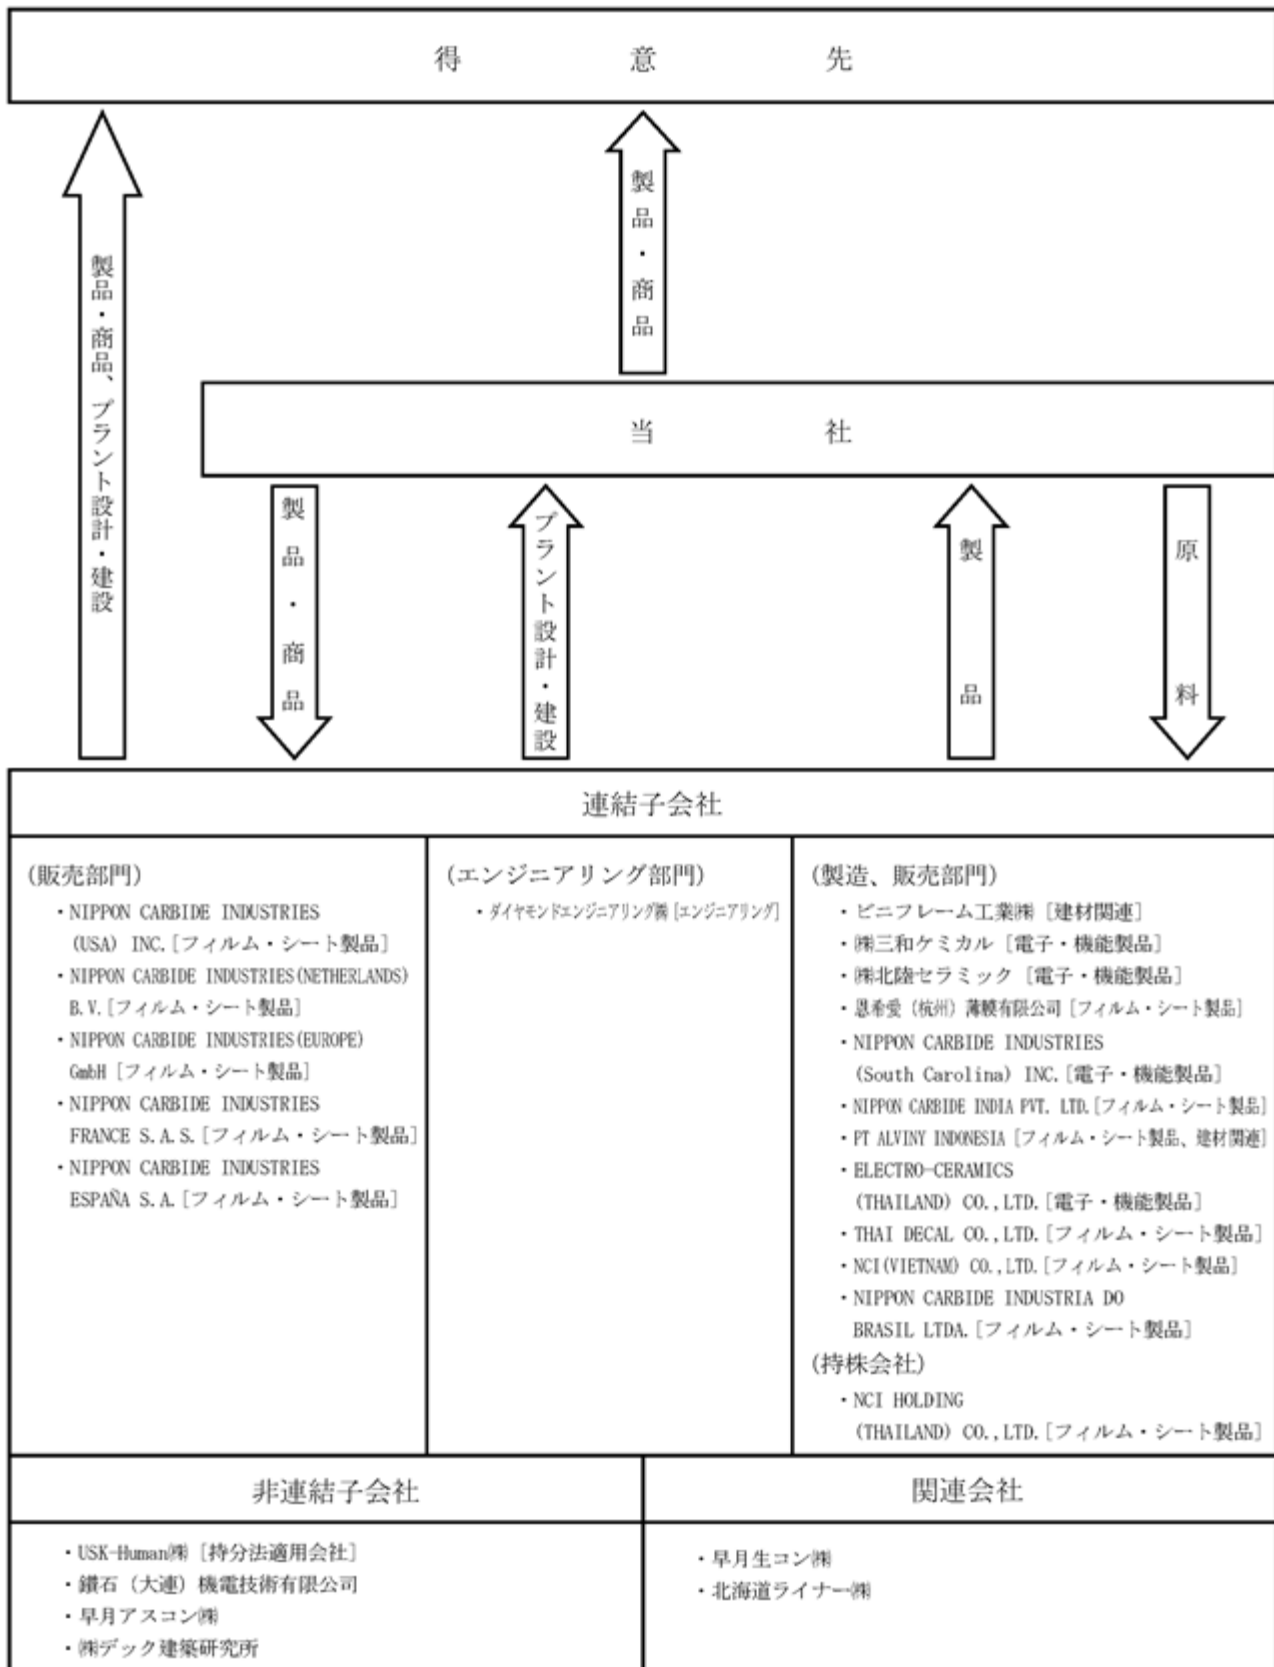 得意先
製品・商品
製品・商品、プラント設計・建設
当社
製品・商品
プラント設計・建設
製品
原料
連結子会社
(販売部門)
・NIPPON CARBIDE INDUSTRIES
(USA) INC.[フィルム・シート製品]
・NIPPON CARBIDE INDUSTRIES(NETHERLANDS)
B.V.[フィルム・シート製品]
・NIPPON CARBIDE INDUSTRIES(EUROPE)
GmbH [フィルム・シート製品]
・NIPPON CARBIDE INDUSTRIES
FRANCE S.A.S.[フィルム・シート製品]
・NIPPON CARBIDE INDUSTRIES
ESPAÑA S.A.[フィルム・シート製品]
(エンジニアリング部門)
・ダイヤモンドエンジニアリング㈱ [エンジニアリング]
(製造、販売部門)
・ビニフレーム工業㈱ [建材関連]
・㈱三和ケミカル [電子・機能製品]
・㈱北陸セラミック [電子・機能製品]
・恩希愛（杭州）薄膜有限公司 [フィルム・シート製品]
・NIPPON CARBIDE INDUSTRIES
(South Carolina) INC.[電子・機能製品]
・NIPPON CARBIDE INDIA PVT. LTD.[フィルム・シート製品]
・PT ALVINY INDONESIA [フィルム・シート製品、建材関連]
・ELECTRO-CERAMICS
(THAILAND) CO.,LTD.[電子・機能製品]
・THAI DECAL CO.,LTD.[フィルム・シート製品]
・NCI(VIETNAM) CO.,LTD.[フィルム・シート製品]
・NIPPON CARBIDE INDUSTRIA DO
BRASIL LTDA.[フィルム・シート製品]
(持株会社)
・NCI HOLDING
(THAILAND) CO.,LTD.[フィルム・シート製品]
非連結子会社
・USK-Human㈱ [持分法適用会社]
・鑽石（大連）機電技術有限公司
・早月アスコン㈱
・㈱デック建築研究所
関連会社
・早月生コン㈱
・北海道ライナー㈱